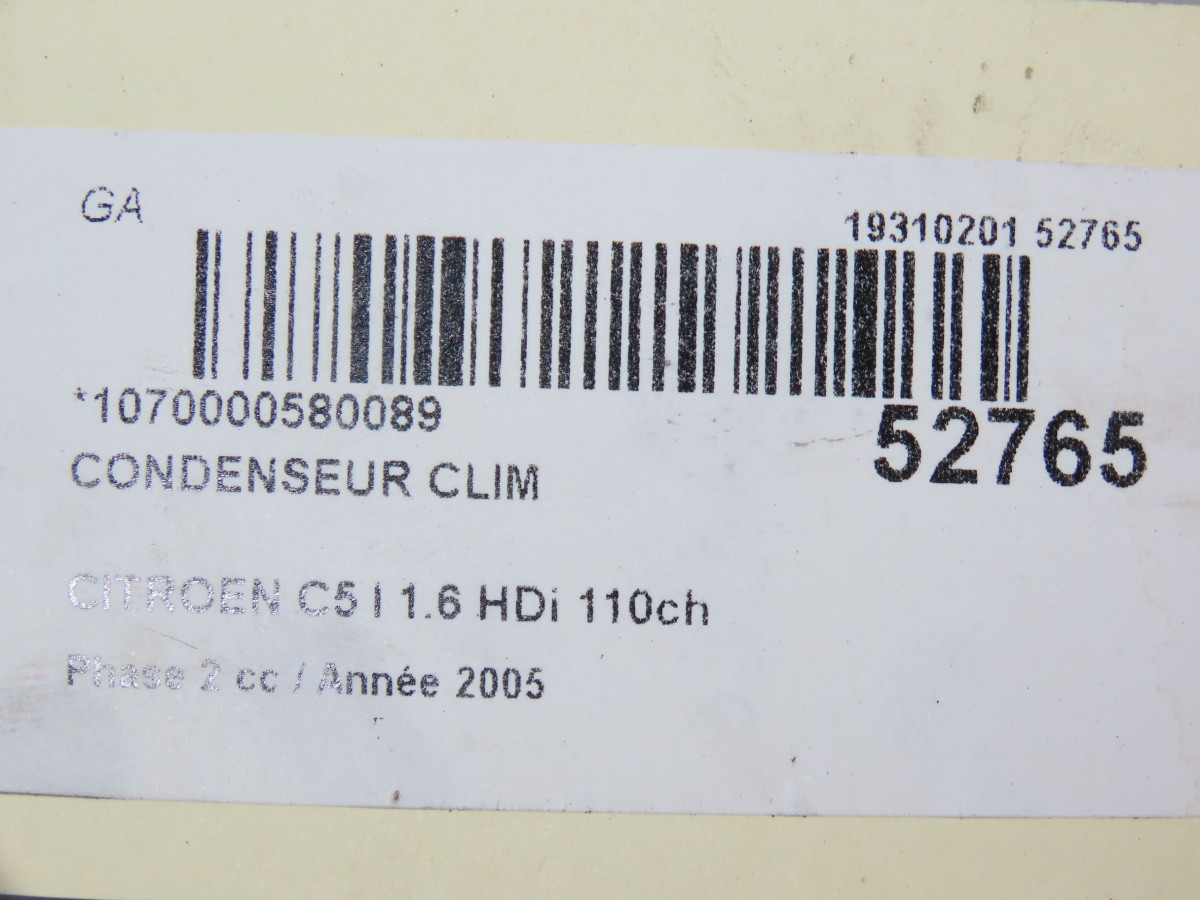 GA
19310201 52765
*1070000580089
52765
CONDENSEUR CLIM
CITROEN C5 I 1.6 HDi 110ch
Phase 2 cc / Année 2005